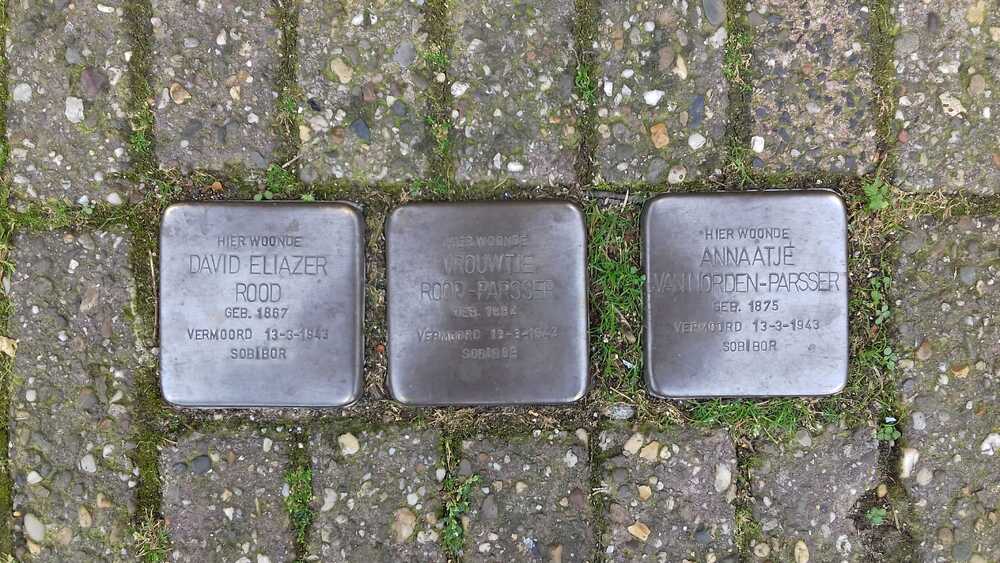 HIER WOONDE
DAVID ELIAZER
ROOD
GEB. 1867
VERMOORD 13-3-1943
SOBIBOR
HIER WOONDE
VROUWTJE
ROOD-PARSSER
GEB. 1884
VERMOORD 13-3-1943
SOBIBOR
HIER WOONDE
ANNAATJE
VAN NORDEN-PARSSER
GEB. 1875
VERMOORD 13-3-1943
SOBIBOR